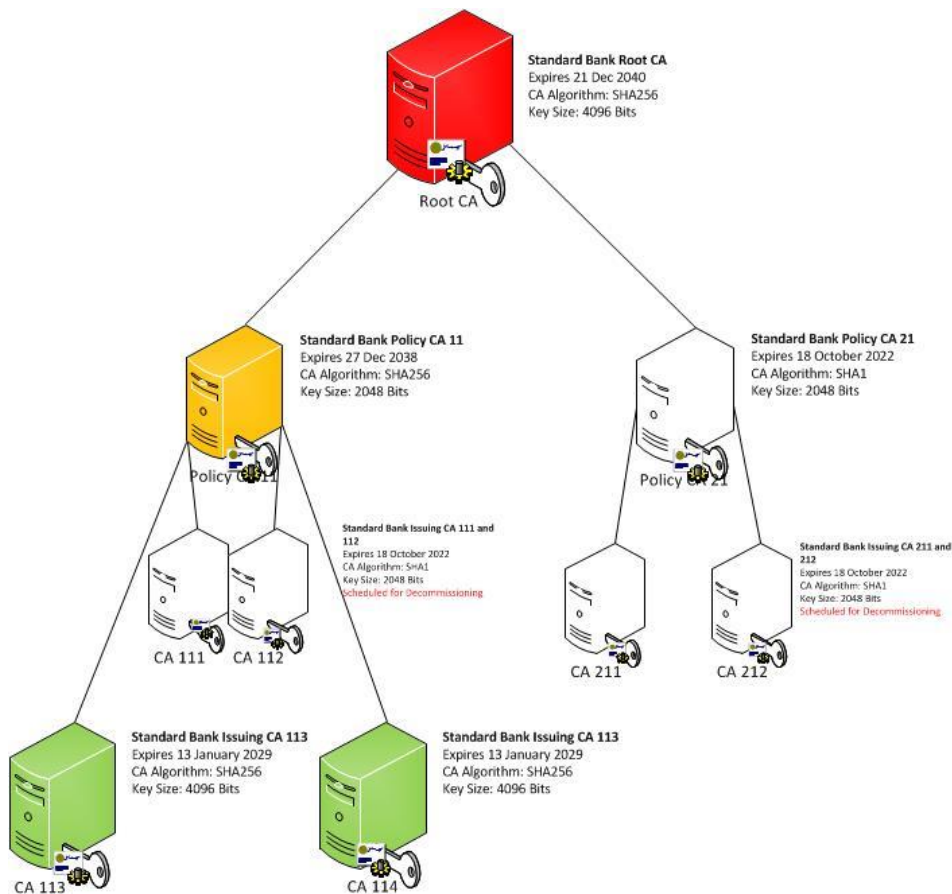 Standard Bank Root CA
Expires 21 Dec 2040
CA Algorithm: SHA256
Key Size: 4096 Bits
Root CA
Standard Bank Policy CA 11
Expires 27 Dec 2038
CA Algorithm: SHA256
Key Size: 2048 Bits
Policy CA 11
Standard Bank Policy CA 21
Expires 18 October 2022
CA Algorithm: SHA1
Key Size: 2048 Bits
Policy CA 21
Standard Bank Issuing CA 111 and
112
Expires 18 October 2022
CA Algorithm: SHA1
Key Size: 2048 Bits
Scheduled for Decommissioning
CA 111
CA 112
Standard Bank Issuing CA 211 and
212
Expires 18 October 2022
CA Algorithm: SHA1
Key Size: 2048 Bits
Scheduled for Decommissioning
CA 211
CA 212
Standard Bank Issuing CA 113
Expires 13 January 2029
CA Algorithm: SHA256
Key Size: 4096 Bits
CA 113
Standard Bank Issuing CA 113
Expires 13 January 2029
CA Algorithm: SHA256
Key Size: 4096 Bits
CA 114